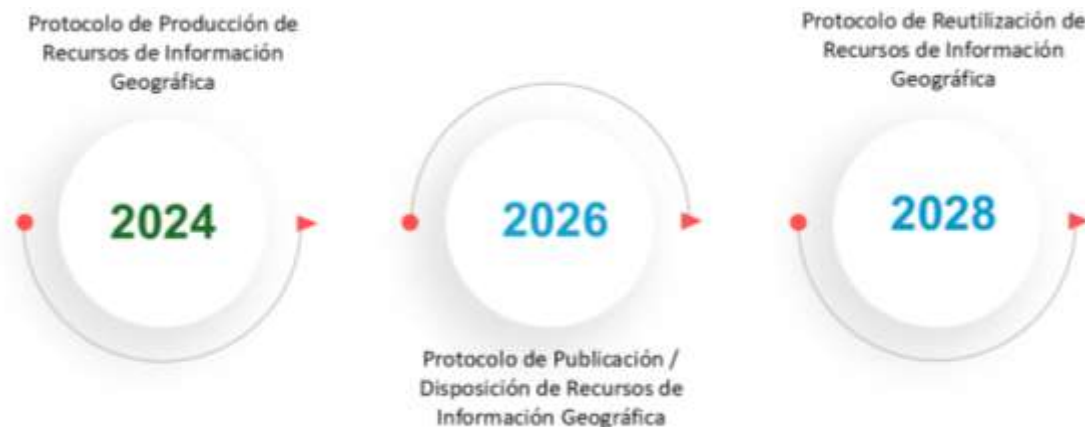 Protocolo de Producción de
Recursos de Información
Geográfica
2024
2026
Protocolo de Publicación /
Disposición de Recursos de
Información Geográfica
Protocolo de Reutilización de
Recursos de Información
Geográfica
2028